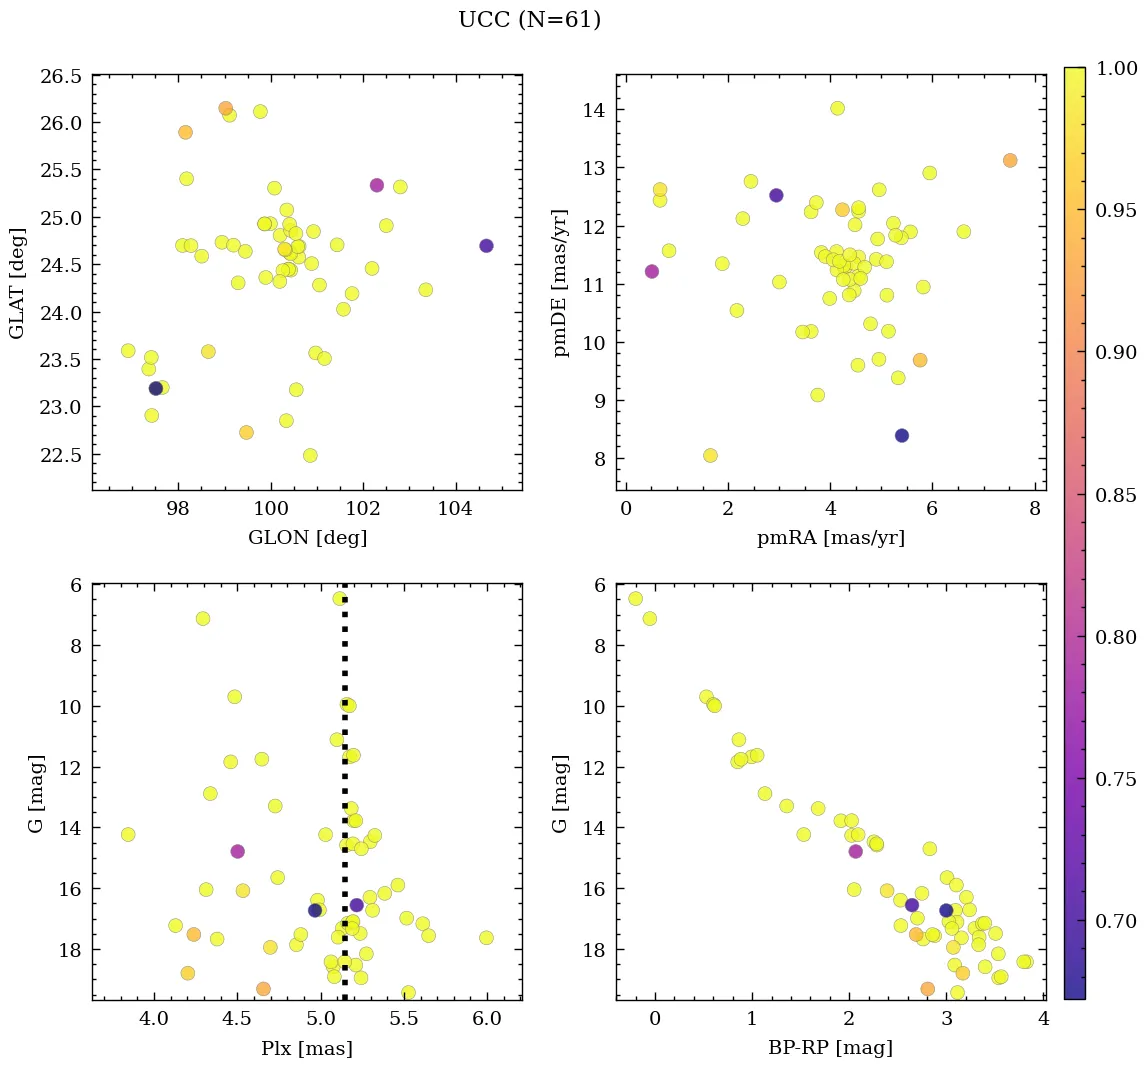 UCC (N=61)
26.5
26.0
25.5
25.0
24.5
24.0
23.5
23.0
22.5
GLAT [deg]
98 100 102 104
GLON [deg]
14
13
12
11
10
9
8
pmDE [mas/yr]
0 2 4 6 8
pmRA [mas/yr]
6
8
10
12
14
16
18
G [mag]
4.0 4.5 5.0 5.5 6.0
Plx [mas]
6
8
10
12
14
16
18
G [mag]
0 1 2 3 4
BP-RP [mag]
1.00
0.95
0.90
0.85
0.80
0.75
0.70